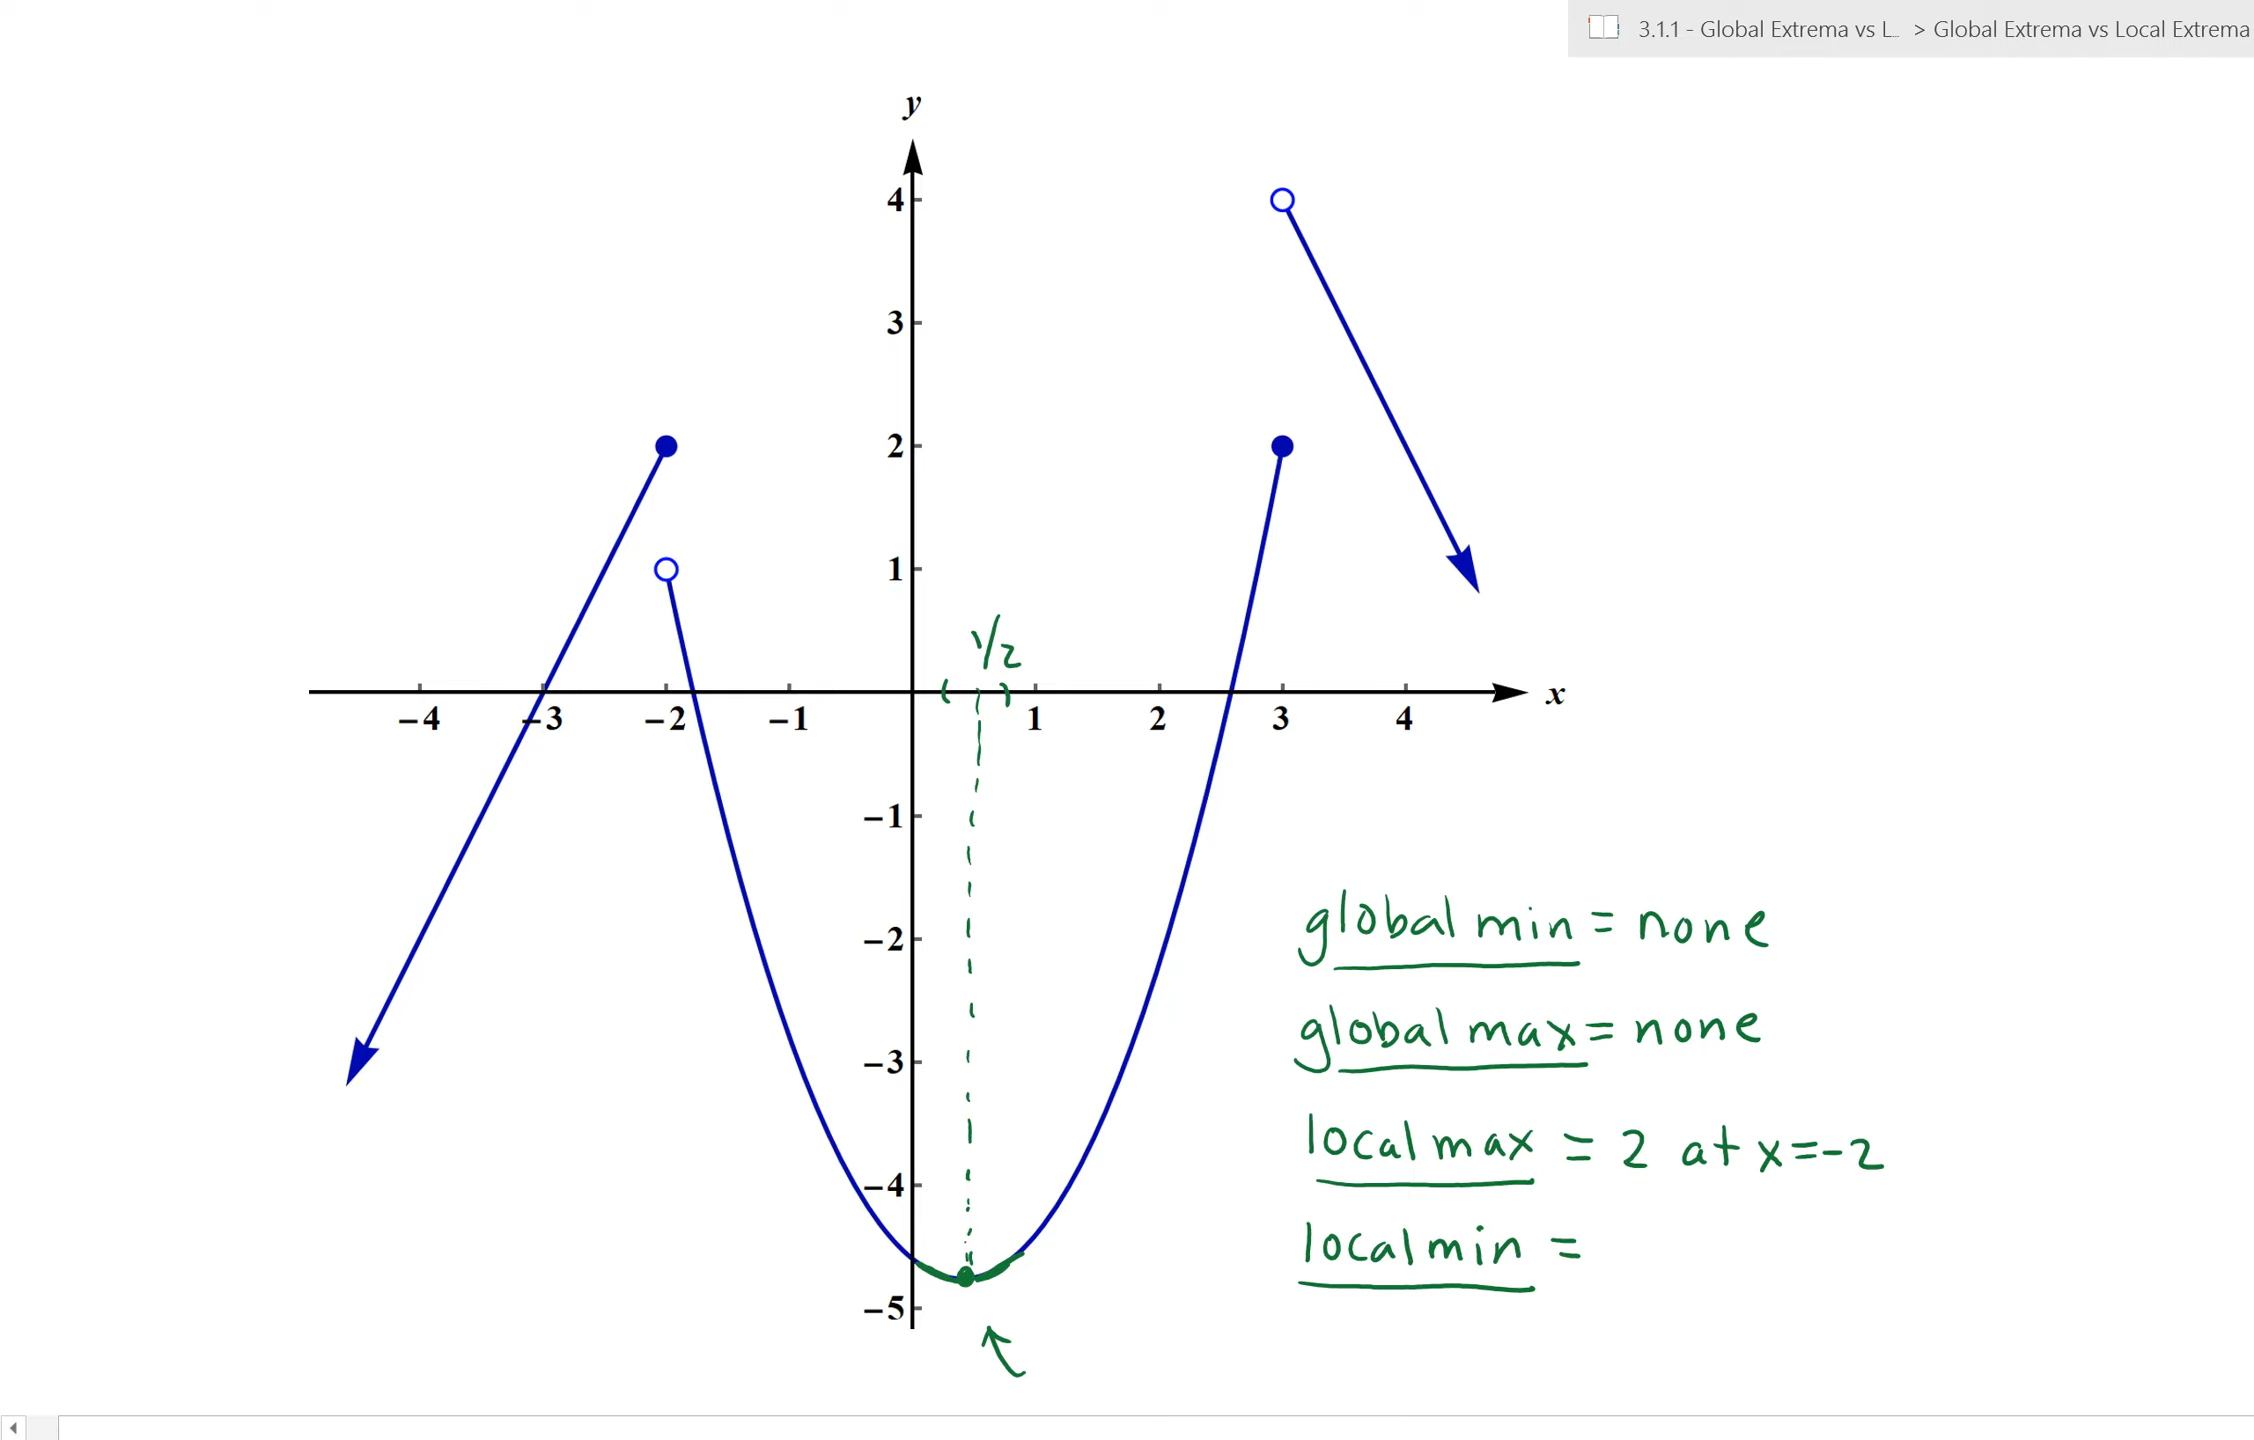 3.1.1 - Global Extrema vs L... > Global Extrema vs Local Extrema
y
4
3
2
1
1/2
x
−4 −3 −2 −1 1 2 3 4
−1
−2
−3
−4
−5
global min = none
global max = none
local max = 2 at x=-2
local min =